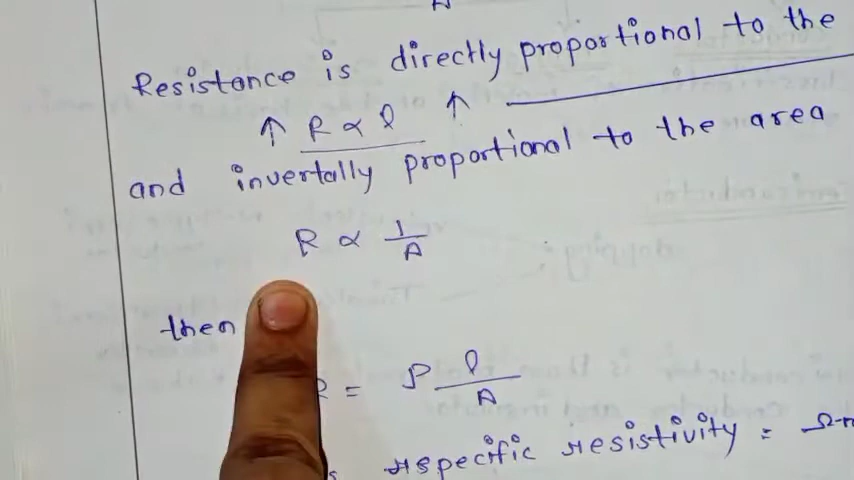 A
Resistance is directly proportional to the
↑ R ∝ l ↑
and invertally proportional to the area
R ∝ 1/A
then
R = ρ l/A
specific resistivity = Ω-m